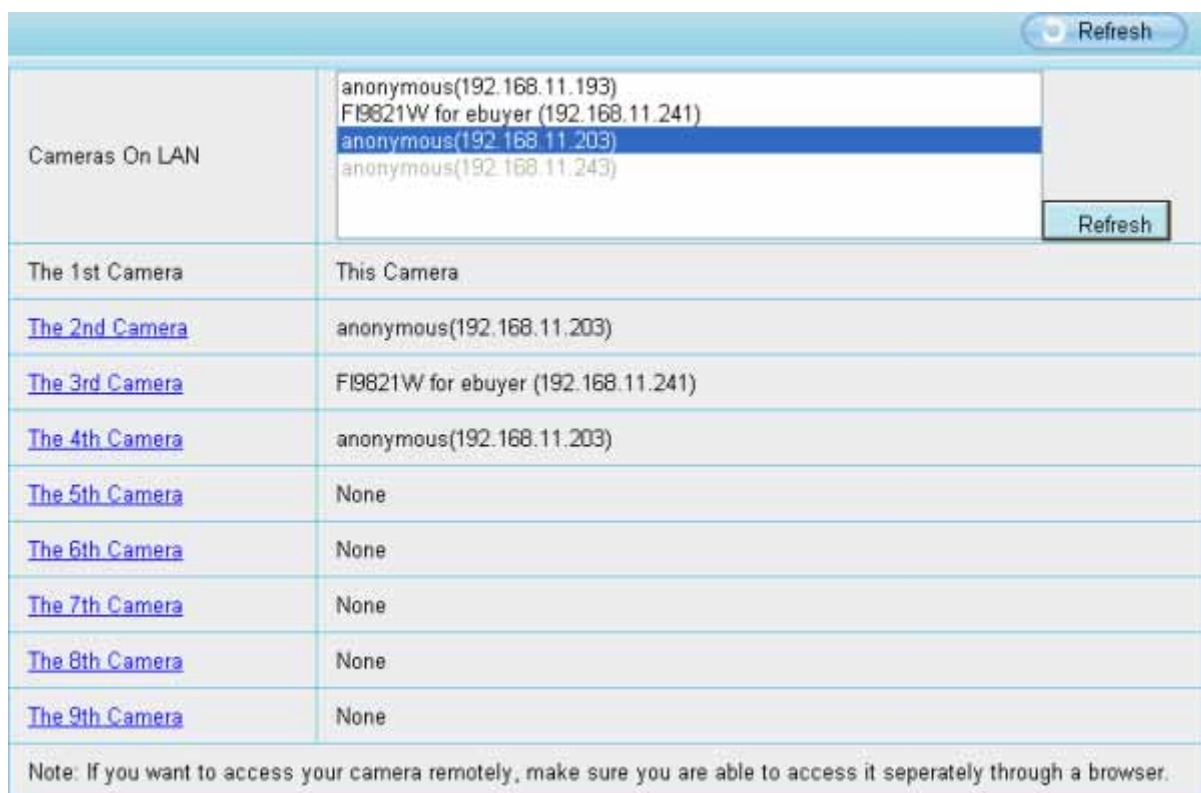 Refresh
anonymous(192.168.11.193)
FI9821W for ebuyer (192.168.11.241)
Cameras On LAN
anonymous(192.168.11.203)
anonymous(192.168.11.243)
Refresh
The 1st Camera This Camera
The 2nd Camera anonymous(192.168.11.203)
The 3rd Camera FI9821W for ebuyer (192.168.11.241)
The 4th Camera anonymous(192.168.11.203)
The 5th Camera None
The 6th Camera None
The 7th Camera None
The 8th Camera None
The 9th Camera None
Note: If you want to access your camera remotely, make sure you are able to access it seperately through a browser.